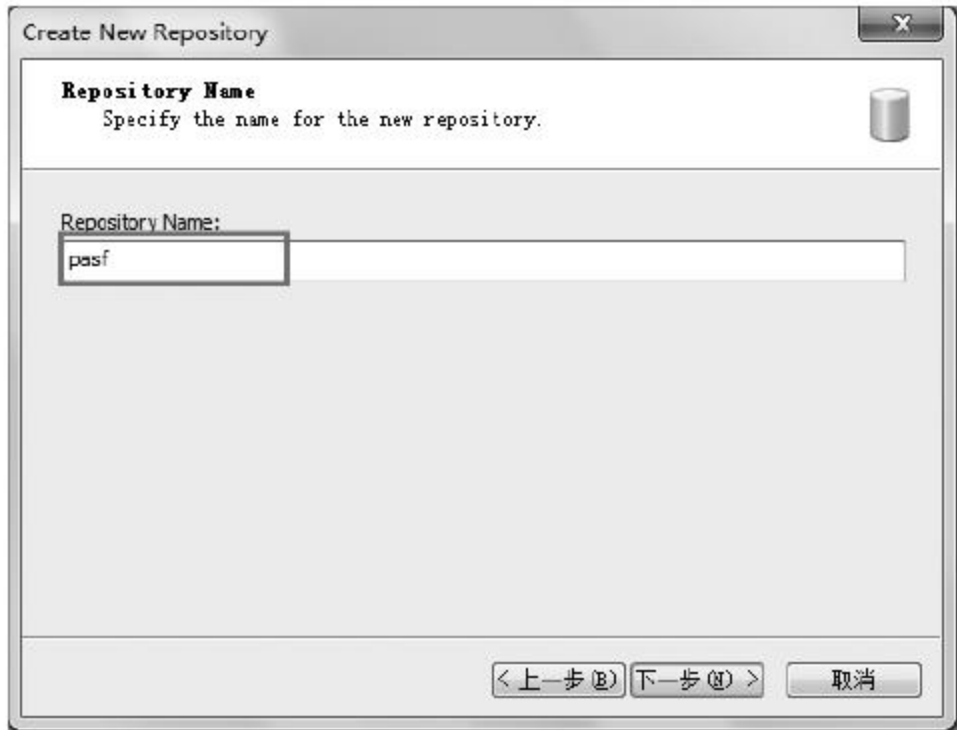 Create New Repository
Repository Name
Specify the name for the new repository.
Repository Name:
pasf
< 上一步(B)
下一步(N) >
取消